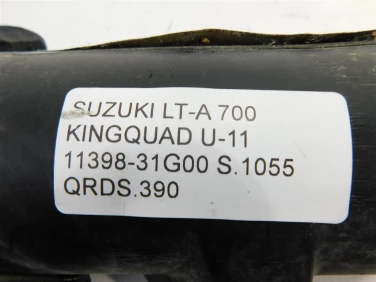 SUZUKI LT-A 700
KINGQUAD U-11
11398-31G00 S.1055
QRDS.390